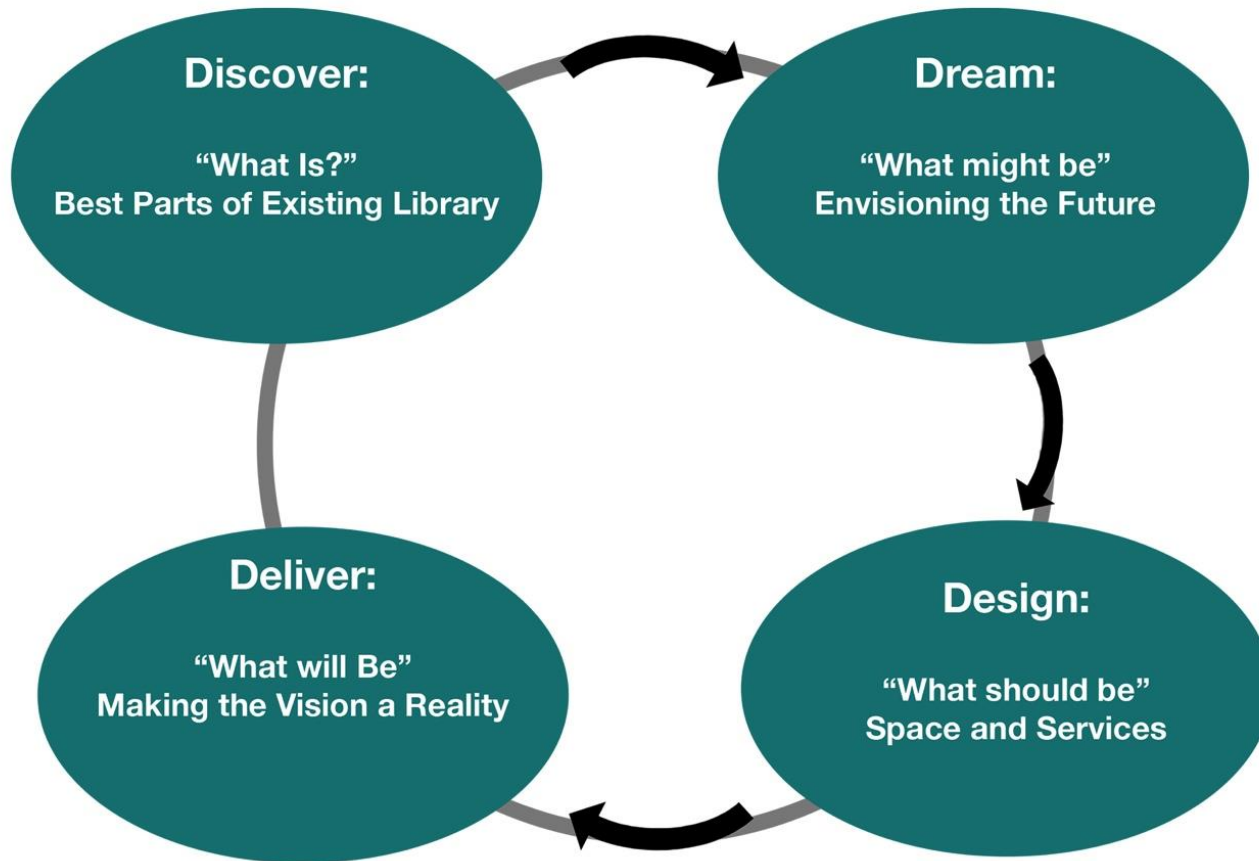 Discover:
“What Is?”
Best Parts of Existing Library
Dream:
“What might be”
Envisioning the Future
Design:
“What should be”
Space and Services
Deliver:
“What will Be”
Making the Vision a Reality